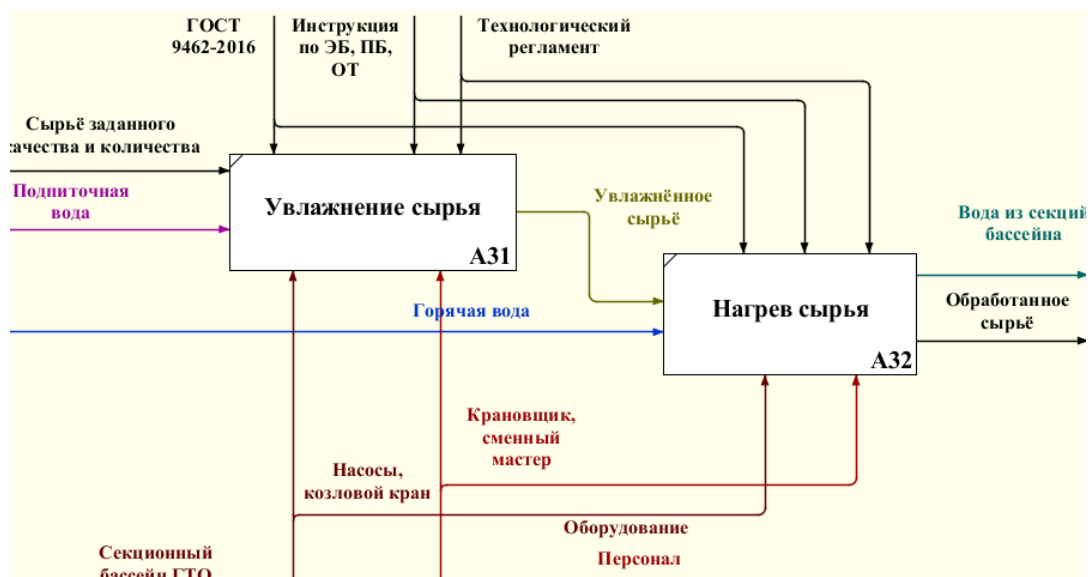 ГОСТ
9462-2016
Инструкция
по ЭБ, ПБ,
ОТ
Технологический
регламент
Сырьё заданного
качества и количества
Подпиточная
вода
Увлажнение сырья
А31
Увлажнённое
сырьё
Вода из секций
бассейна
Горячая вода
Нагрев сырья
А32
Обработанное
сырьё
Крановщик,
сменный
мастер
Насосы,
козловой кран
Оборудование
Персонал
Секционный
бассейн ГТО